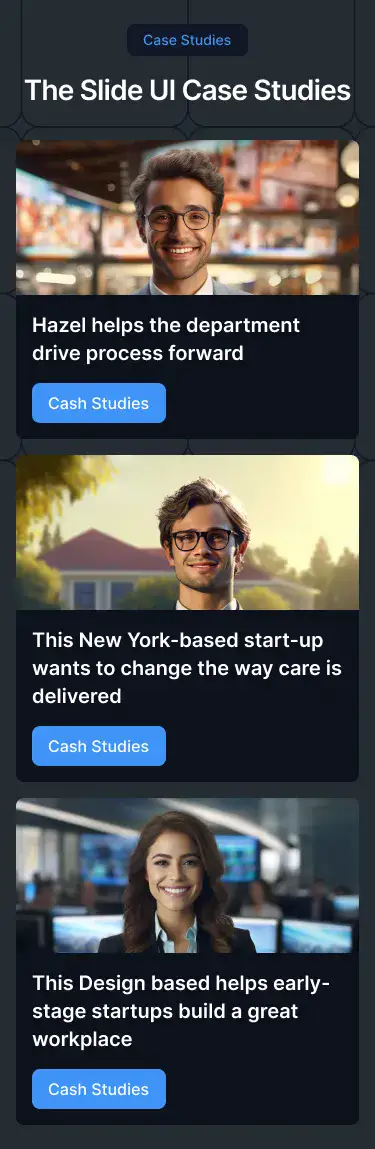 Case Studies
The Slide UI Case Studies
Hazel helps the department
drive process forward
Cash Studies
This New York-based start-up
wants to change the way care is
delivered
Cash Studies
This Design based helps early-
stage startups build a great
workplace
Cash Studies